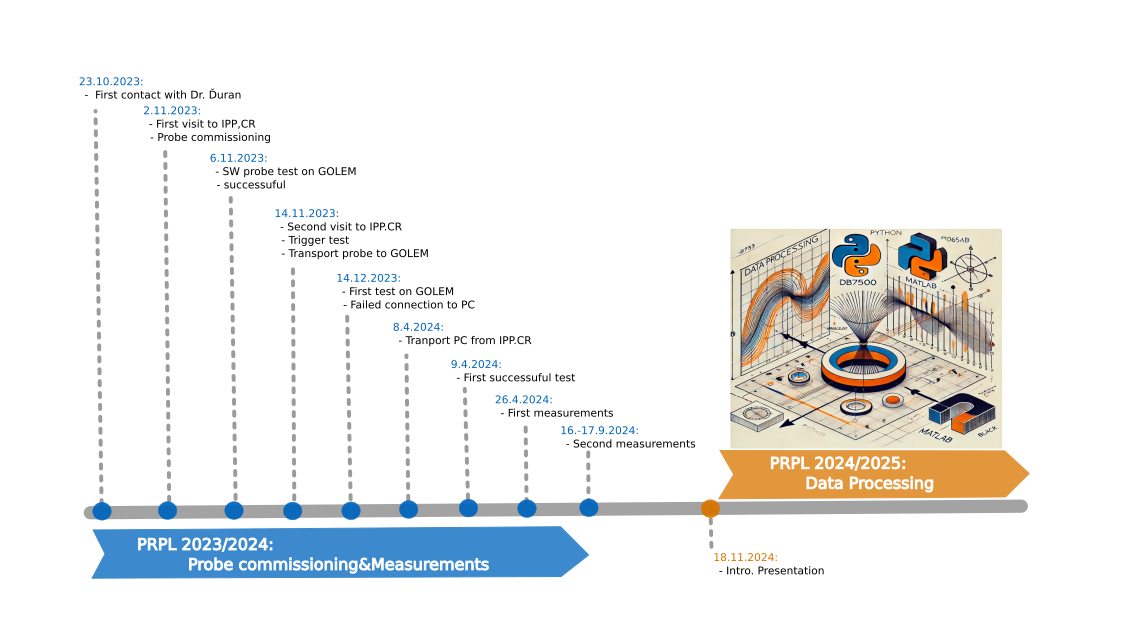 23.10.2023:
- First contact with Dr. Ďuran
2.11.2023:
- First visit to IPP,CR
- Probe commissioning
6.11.2023:
- SW probe test on GOLEM
- successuful
14.11.2023:
- Second visit to IPP.CR
- Trigger test
- Transport probe to GOLEM
14.12.2023:
- First test on GOLEM
- Failed connection to PC
8.4.2024:
- Tranport PC from IPP.CR
9.4.2024:
- First successuful test
26.4.2024:
- First measurements
16.-17.9.2024:
- Second measurements
DATA PROCESSING
PYTHON
DB7500
MATLAB
MATLAB
BLACK
PRPL 2024/2025:
Data Processing
PRPL 2023/2024:
Probe commissioning&Measurements
18.11.2024:
- Intro. Presentation